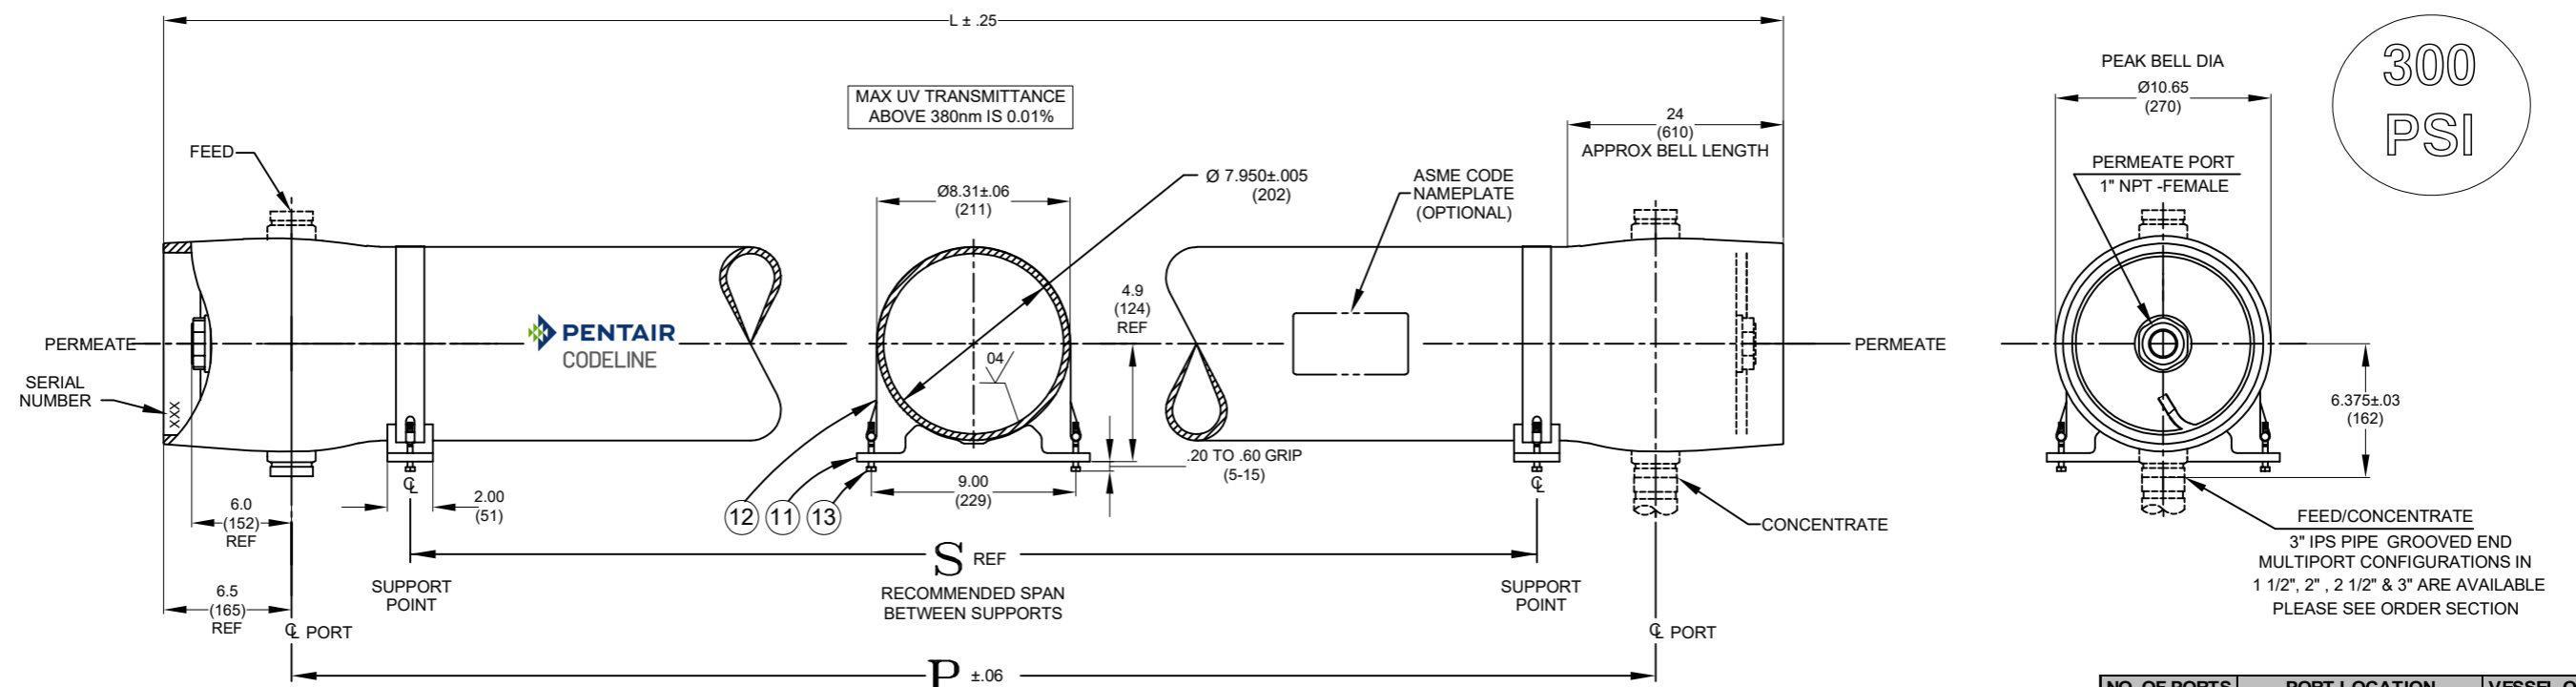 L ± .25
MAX UV TRANSMITTANCE
ABOVE 380nm IS 0.01%
FEED
Ø8.31±.06
(211)
Ø 7.950±.005
(202)
ASME CODE
NAMEPLATE
(OPTIONAL)
24
(610)
APPROX BELL LENGTH
PEAK BELL DIA
Ø10.65
(270)
300
PSI
PERMEATE PORT
1" NPT -FEMALE
PERMEATE
SERIAL
NUMBER
XXX
PENTAIR
CODELINE
04
4.9
(124)
REF
PERMEATE
6.375±.03
(162)
.20 TO .60 GRIP
(5-15)
9.00
(229)
12 11 13
℄
2.00
(51)
6.0
(152)
REF
℄
CONCENTRATE
FEED/CONCENTRATE
3" IPS PIPE GROOVED END
MULTIPORT CONFIGURATIONS IN
1 1/2", 2" , 2 1/2" & 3" ARE AVAILABLE
PLEASE SEE ORDER SECTION
S REF
RECOMMENDED SPAN
BETWEEN SUPPORTS
SUPPORT
POINT
SUPPORT
POINT
6.5
(165)
REF
℄ PORT
℄ PORT
P ±.06
NO. OF PORTS PORT LOCATION VESSEL